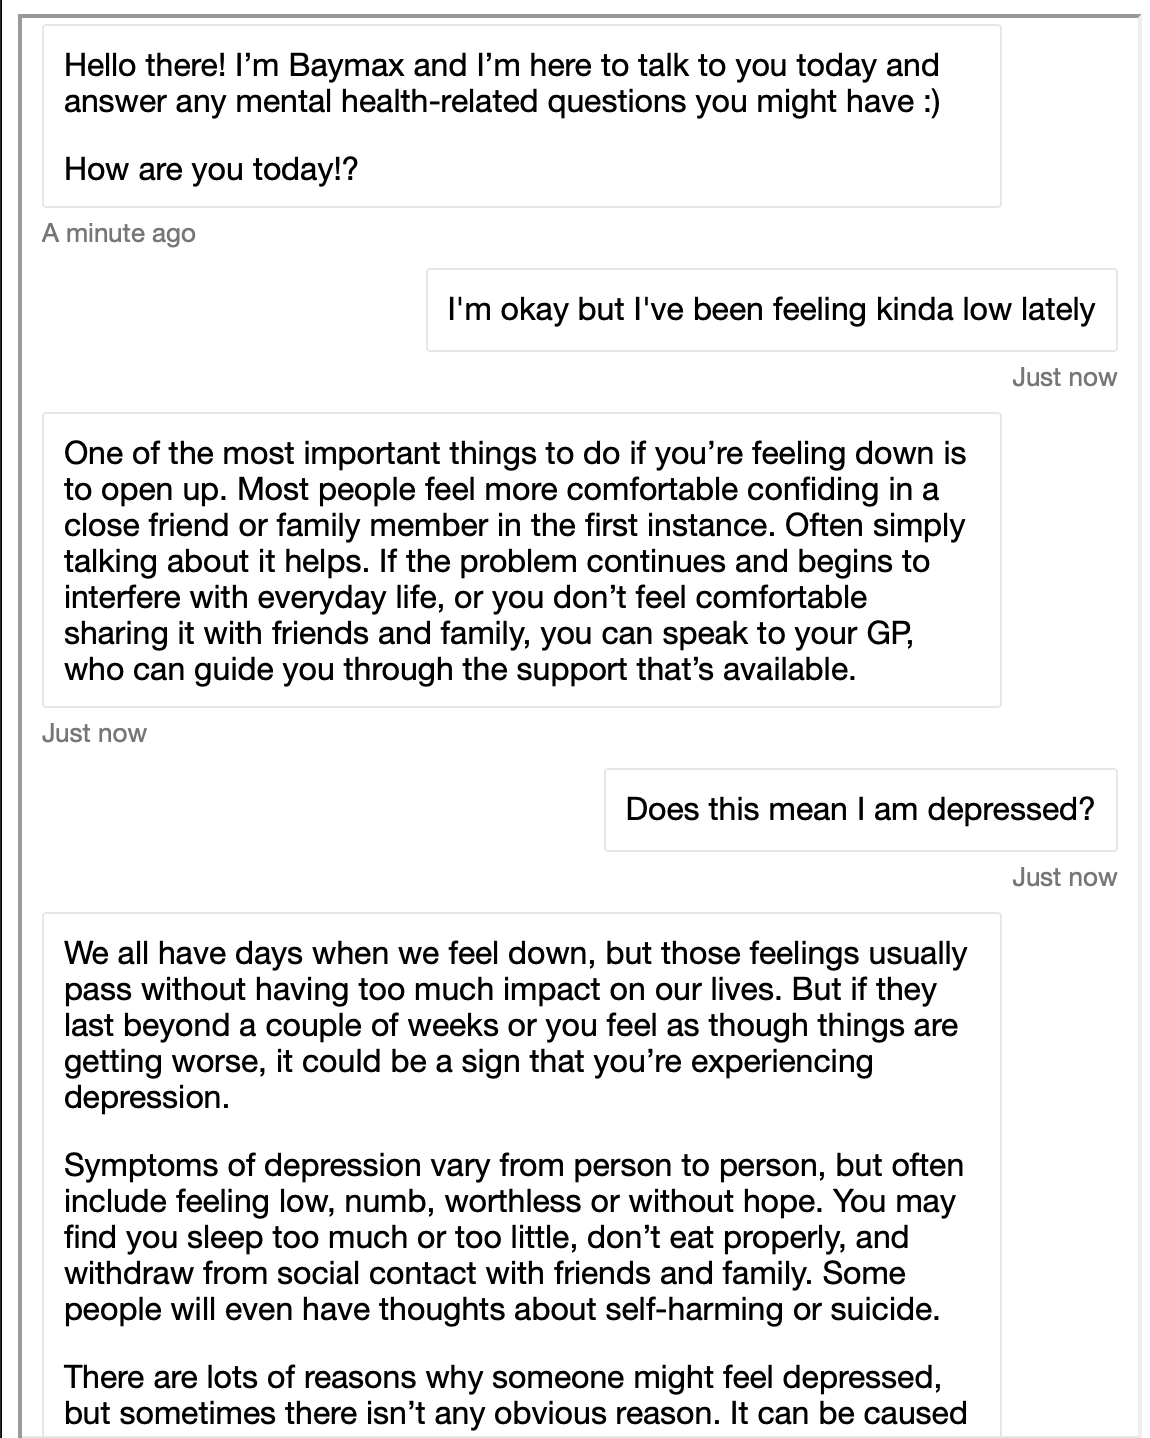 Hello there! I’m Baymax and I’m here to talk to you today and
answer any mental health-related questions you might have :)
How are you today!?
A minute ago
I'm okay but I've been feeling kinda low lately
Just now
One of the most important things to do if you’re feeling down is
to open up. Most people feel more comfortable confiding in a
close friend or family member in the first instance. Often simply
talking about it helps. If the problem continues and begins to
interfere with everyday life, or you don’t feel comfortable
sharing it with friends and family, you can speak to your GP,
who can guide you through the support that’s available.
Just now
Does this mean I am depressed?
Just now
We all have days when we feel down, but those feelings usually
pass without having too much impact on our lives. But if they
last beyond a couple of weeks or you feel as though things are
getting worse, it could be a sign that you’re experiencing
depression.
Symptoms of depression vary from person to person, but often
include feeling low, numb, worthless or without hope. You may
find you sleep too much or too little, don’t eat properly, and
withdraw from social contact with friends and family. Some
people will even have thoughts about self-harming or suicide.
There are lots of reasons why someone might feel depressed,
but sometimes there isn’t any obvious reason. It can be caused